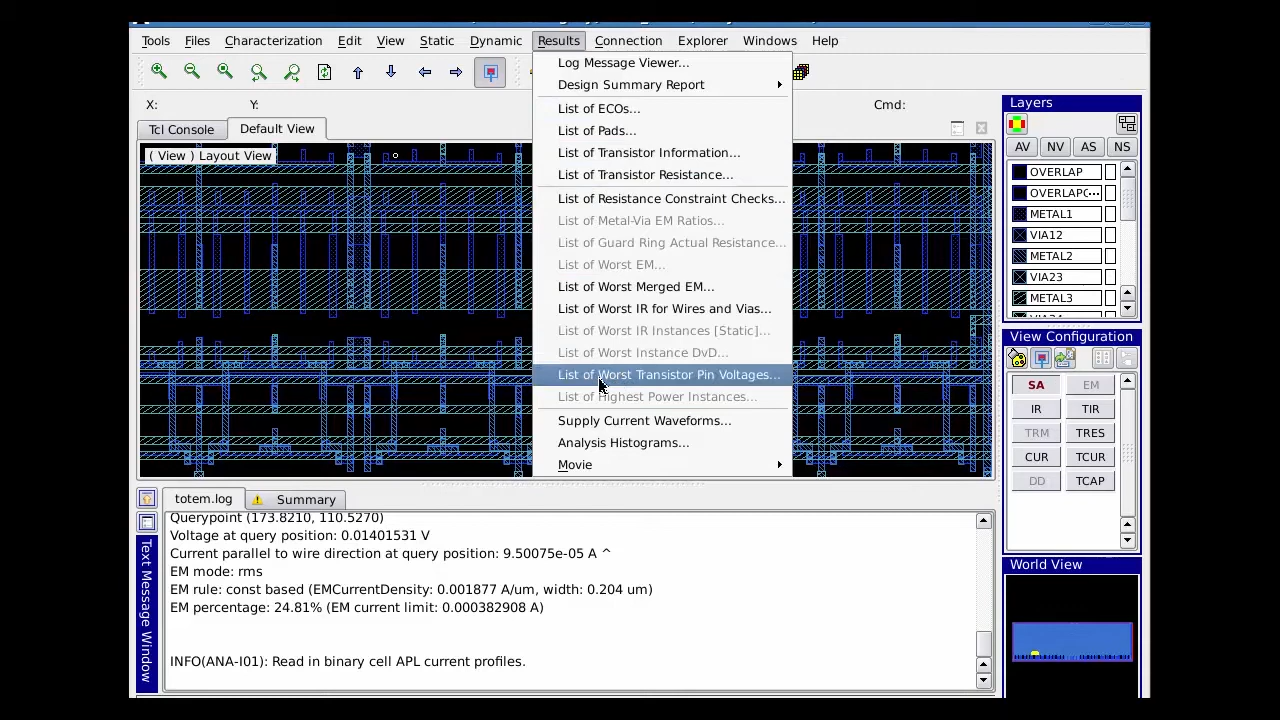 Tools Files Characterization Edit View Static Dynamic Results Connection Explorer Windows Help
X: Y: Cmd:
Tcl Console Default View
( View ) Layout View
Log Message Viewer...
Design Summary Report
List of ECOs...
List of Pads...
List of Transistor Information...
List of Transistor Resistance...
List of Resistance Constraint Checks...
List of Metal-Via EM Ratios...
List of Guard Ring Actual Resistance...
List of Worst EM...
List of Worst Merged EM...
List of Worst IR for Wires and Vias...
List of Worst IR Instances [Static]...
List of Worst Instance DvD...
List of Worst Transistor Pin Voltages...
List of Highest Power Instances...
Supply Current Waveforms...
Analysis Histograms...
Movie
Layers
AV NV AS NS
OVERLAP
OVERLAPC...
METAL1
VIA12
METAL2
VIA23
METAL3
View Configuration
SA EM
IR TIR
TRM TRES
CUR TCUR
DD TCAP
World View
totem.log Summary
Text Message Window
Querypoint (173.8210, 110.5270)
Voltage at query position: 0.01401531 V
Current parallel to wire direction at query position: 9.50075e-05 A ^
EM mode: rms
EM rule: const based (EMCurrentDensity: 0.001877 A/um, width: 0.204 um)
EM percentage: 24.81% (EM current limit: 0.000382908 A)
INFO(ANA-I01): Read in binary cell APL current profiles.